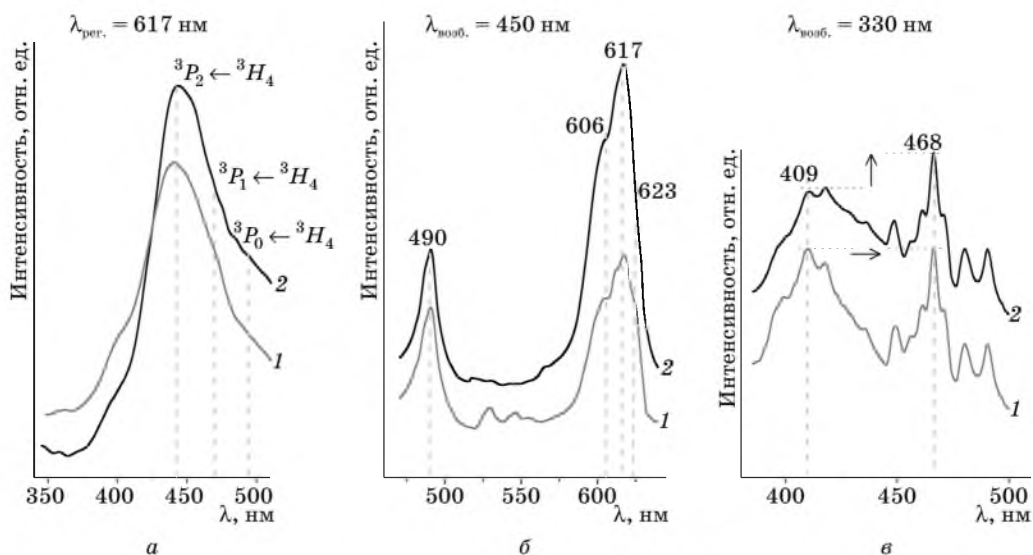 λрег. = 617 нм
Интенсивность, отн. ед.
³P₂ ← ³H₄
³P₁ ← ³H₄
³P₀ ← ³H₄
2
1
350 400 450 500
λ, нм
а
λвозб. = 450 нм
Интенсивность, отн. ед.
617
606
623
490
2
1
500 550 600
λ, нм
б
λвозб. = 330 нм
Интенсивность, отн. ед.
409
468
2
1
400 450 500
λ, нм
в